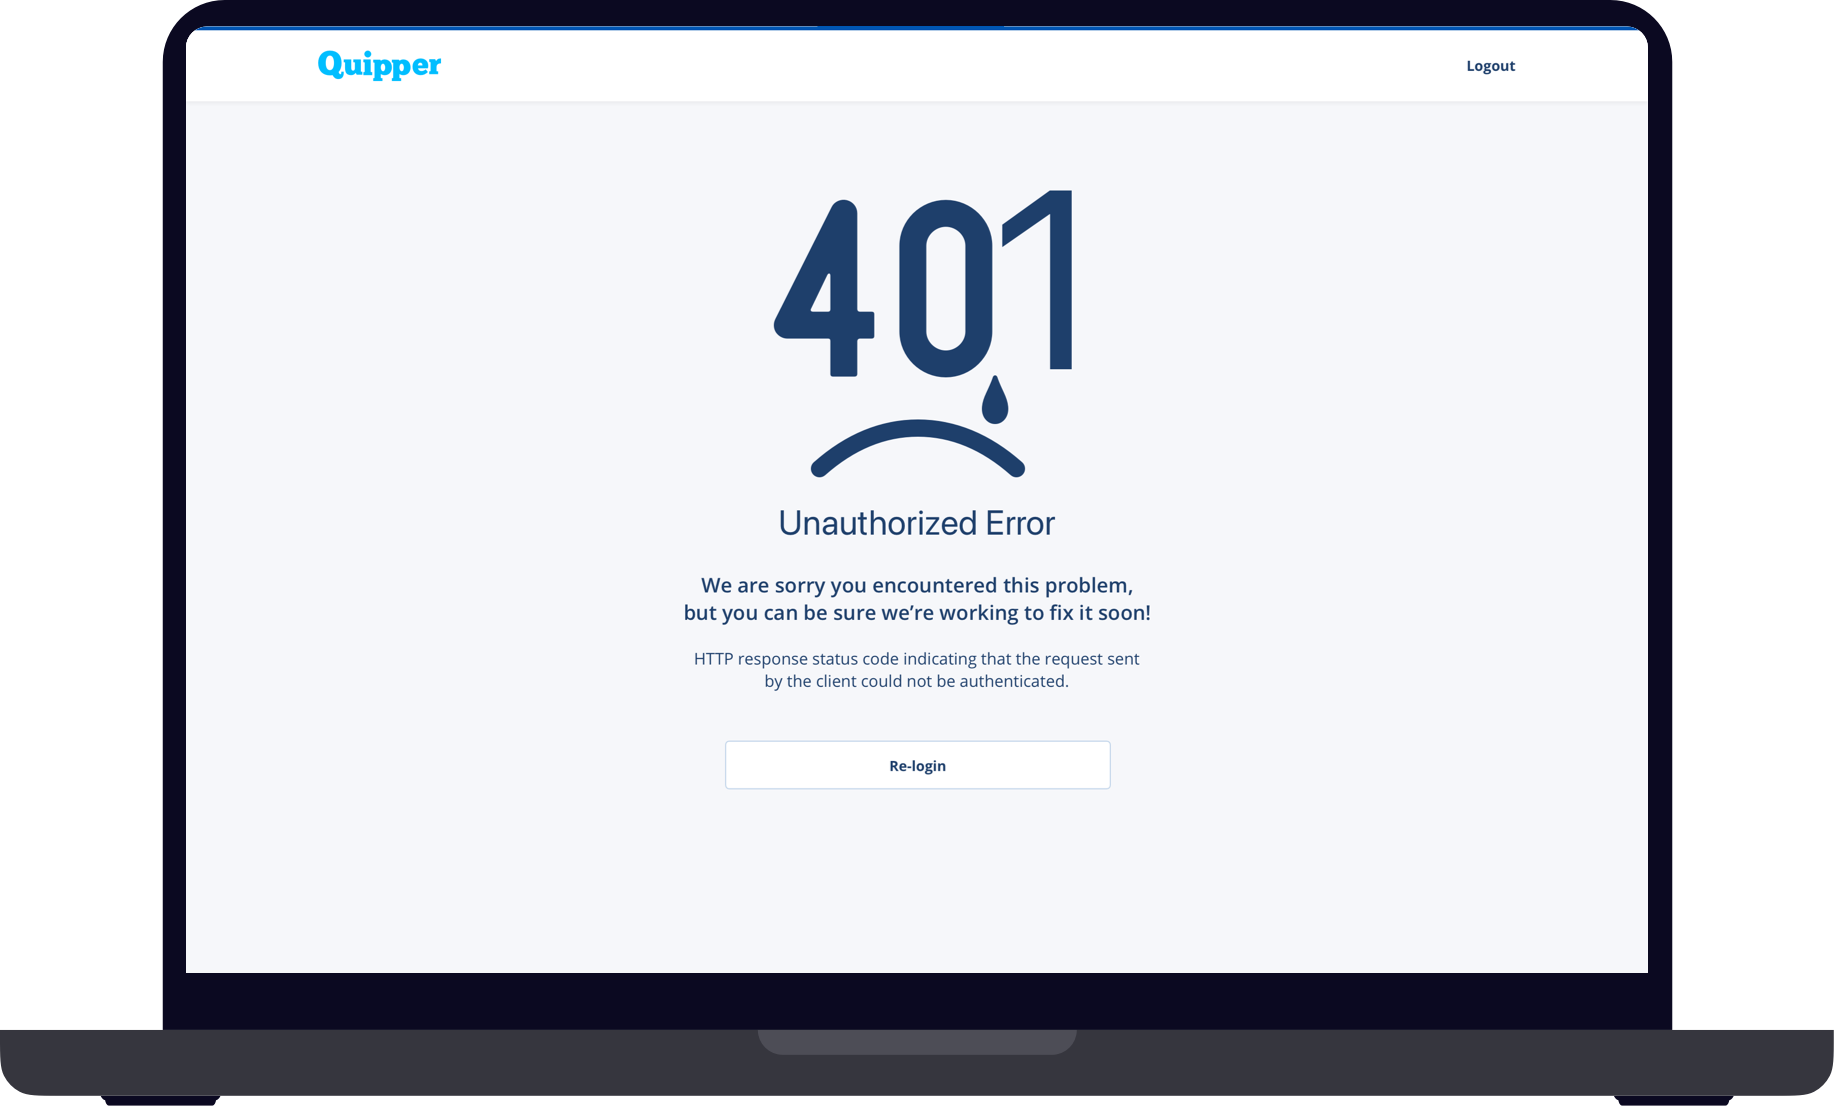 Quipper
Logout
401
Unauthorized Error
We are sorry you encountered this problem,
but you can be sure we’re working to fix it soon!
HTTP response status code indicating that the request sent
by the client could not be authenticated.
Re-login